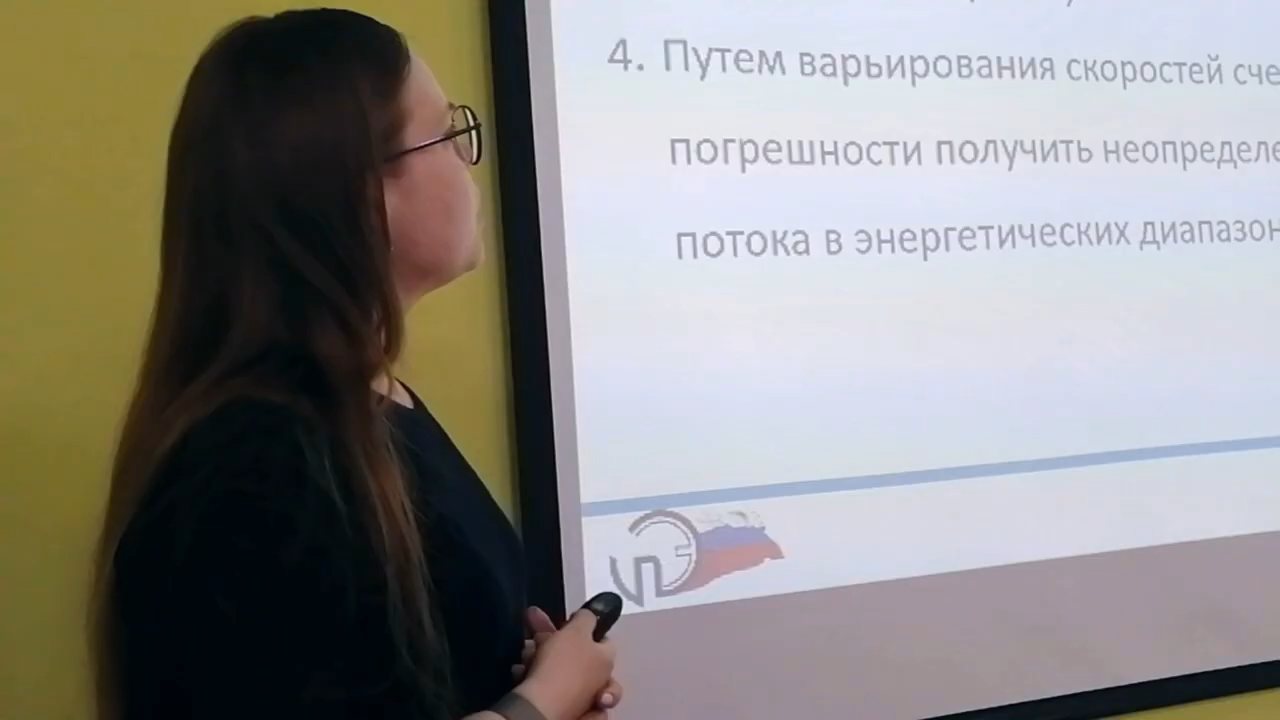 4. Путем варьирования скоростей сче
погрешности получить неопределе
потока в энергетических диапазон